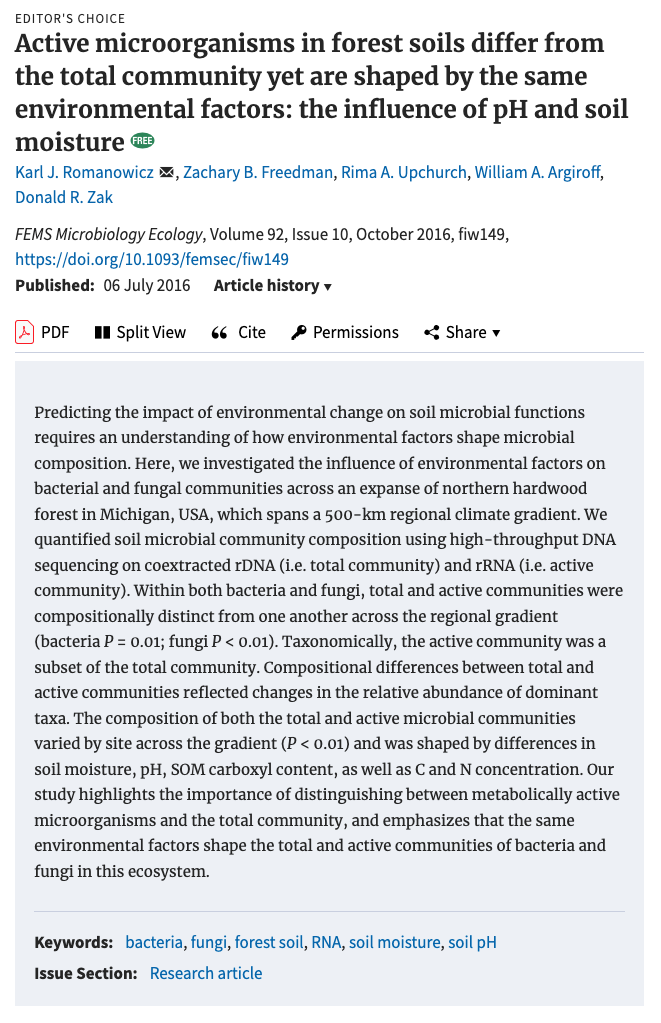 EDITOR'S CHOICE
Active microorganisms in forest soils differ from
the total community yet are shaped by the same
environmental factors: the influence of pH and soil
moisture FREE
Karl J. Romanowicz, Zachary B. Freedman, Rima A. Upchurch, William A. Argiroff,
Donald R. Zak
FEMS Microbiology Ecology, Volume 92, Issue 10, October 2016, fiw149,
https://doi.org/10.1093/femsec/fiw149
Published: 06 July 2016 Article history
PDF Split View Cite Permissions Share
Predicting the impact of environmental change on soil microbial functions
requires an understanding of how environmental factors shape microbial
composition. Here, we investigated the influence of environmental factors on
bacterial and fungal communities across an expanse of northern hardwood
forest in Michigan, USA, which spans a 500-km regional climate gradient. We
quantified soil microbial community composition using high-throughput DNA
sequencing on coextracted rDNA (i.e. total community) and rRNA (i.e. active
community). Within both bacteria and fungi, total and active communities were
compositionally distinct from one another across the regional gradient
(bacteria P = 0.01; fungi P < 0.01). Taxonomically, the active community was a
subset of the total community. Compositional differences between total and
active communities reflected changes in the relative abundance of dominant
taxa. The composition of both the total and active microbial communities
varied by site across the gradient (P < 0.01) and was shaped by differences in
soil moisture, pH, SOM carboxyl content, as well as C and N concentration. Our
study highlights the importance of distinguishing between metabolically active
microorganisms and the total community, and emphasizes that the same
environmental factors shape the total and active communities of bacteria and
fungi in this ecosystem.
Keywords: bacteria, fungi, forest soil, RNA, soil moisture, soil pH
Issue Section: Research article